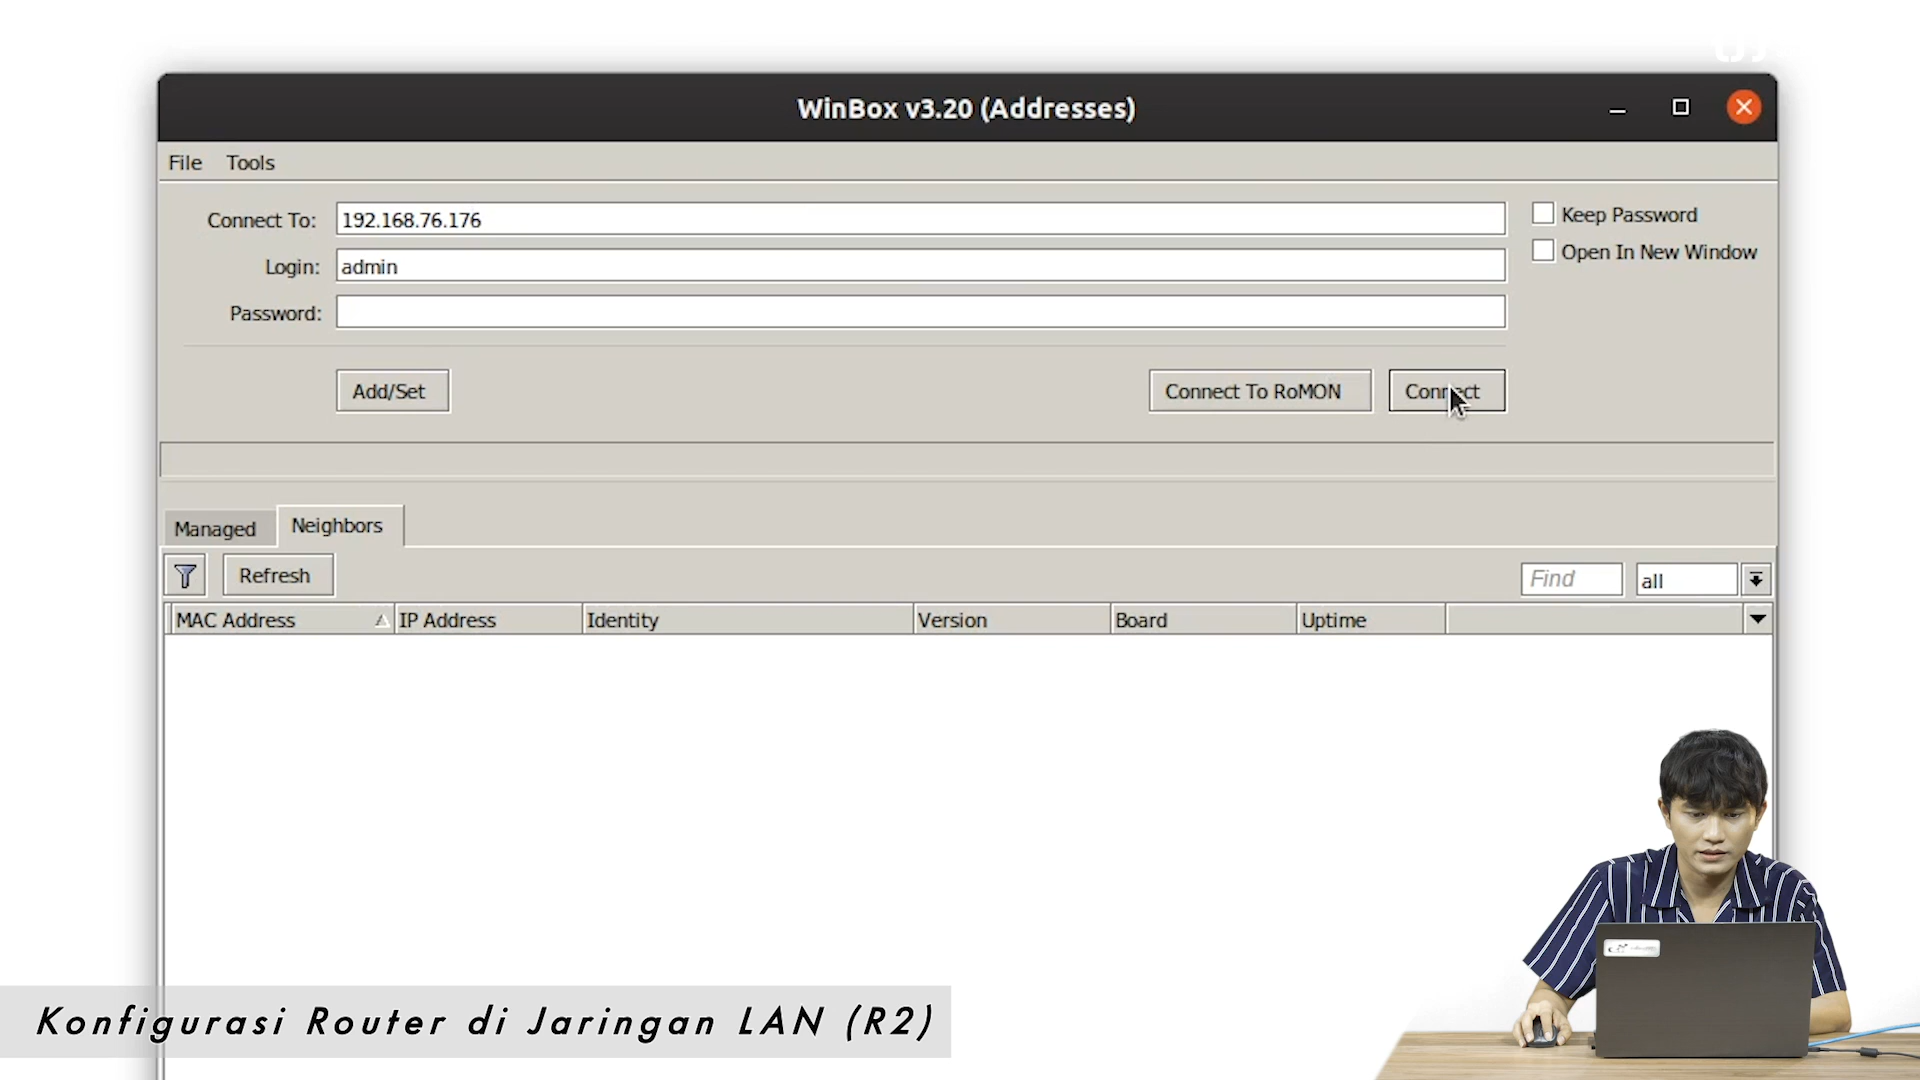 WinBox v3.20 (Addresses)
File Tools
Connect To: 192.168.76.176
Keep Password
Login: admin
Open In New Window
Password:
Add/Set
Connect To RoMON
Connect
Managed
Neighbors
Refresh
Find
all
MAC Address
IP Address
Identity
Version
Board
Uptime
Konfigurasi Router di Jaringan LAN (R2)